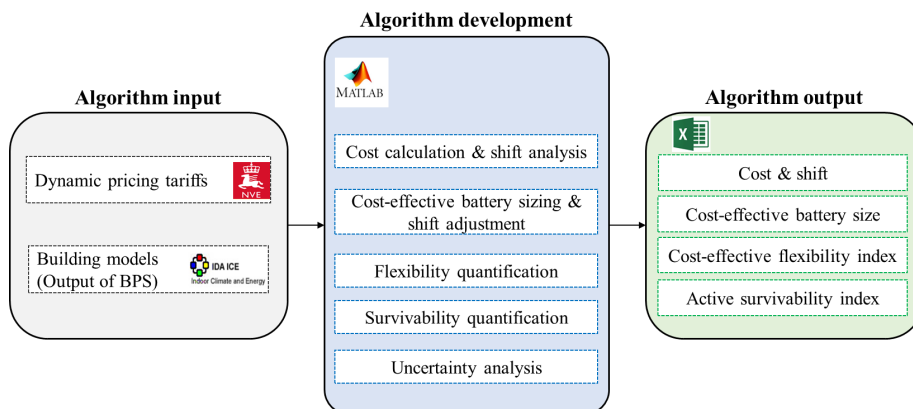 Algorithm input
Dynamic pricing tariffs
NVE
Building models
(Output of BPS)
IDA ICE
Indoor Climate and Energy
Algorithm development
MATLAB
Cost calculation & shift analysis
Cost-effective battery sizing &
shift adjustment
Flexibility quantification
Survivability quantification
Uncertainty analysis
Algorithm output
X
Cost & shift
Cost-effective battery size
Cost-effective flexibility index
Active survivability index